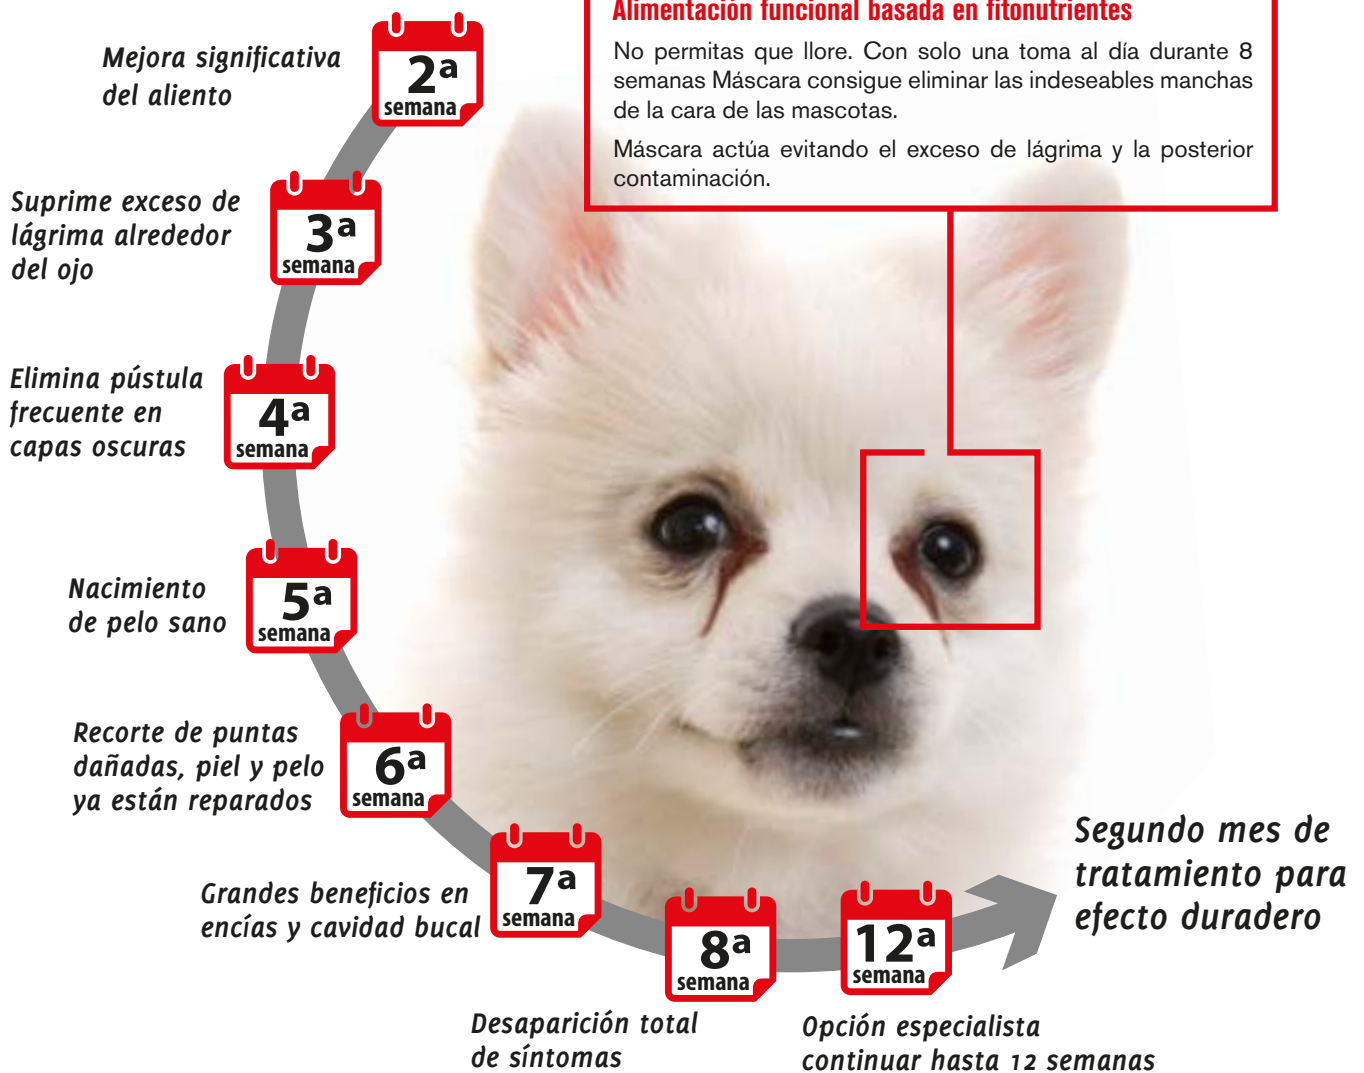 Alimentación funcional basada en fitonutrientes
No permitas que llore. Con solo una toma al día durante 8
semanas Máscara consigue eliminar las indeseables manchas
de la cara de las mascotas.
Máscara actúa evitando el exceso de lágrima y la posterior
contaminación.
Mejora significativa
del aliento
2ª
semana
Suprime exceso de
lágrima alrededor
del ojo
3ª
semana
Elimina pústula
frecuente en
capas oscuras
4ª
semana
Nacimiento
de pelo sano
5ª
semana
Recorte de puntas
dañadas, piel y pelo
ya están reparados
6ª
semana
Grandes beneficios en
encías y cavidad bucal
7ª
semana
8ª
semana
Desaparición total
de síntomas
12ª
semana
Opción especialista
continuar hasta 12 semanas
Segundo mes de
tratamiento para
efecto duradero